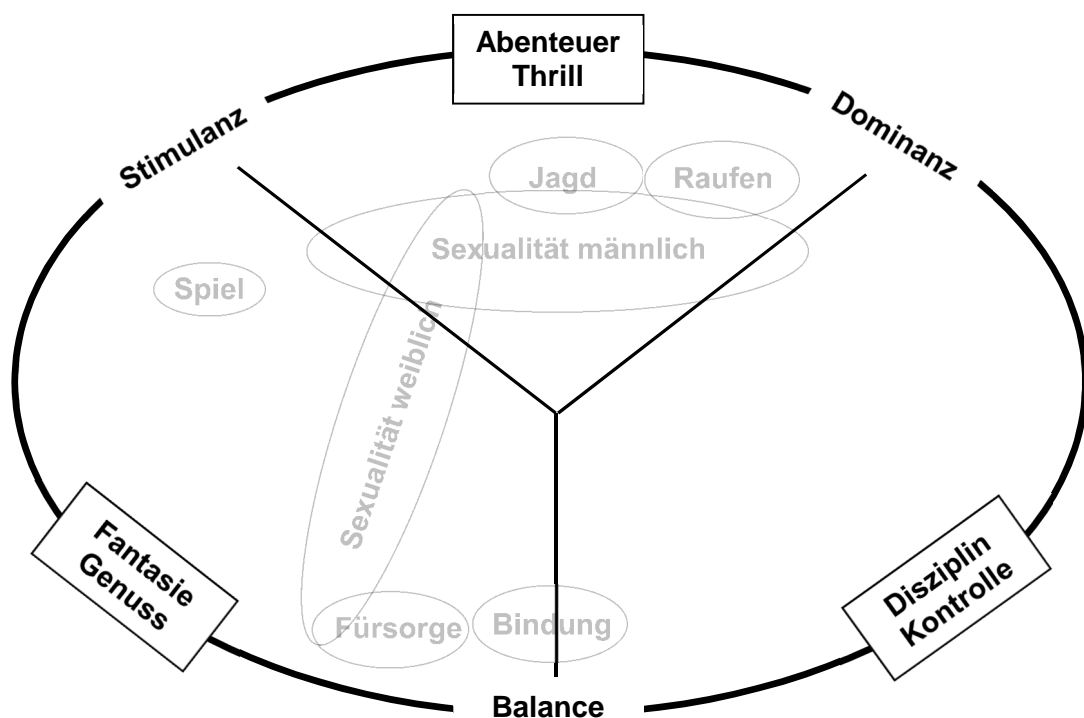 Abenteuer
Thrill
Stimulanz
Dominanz
Jagd
Raufen
Sexualität männlich
Spiel
Sexualität weiblich
Fantasie
Genuss
Disziplin
Kontrolle
Fürsorge
Bindung
Balance